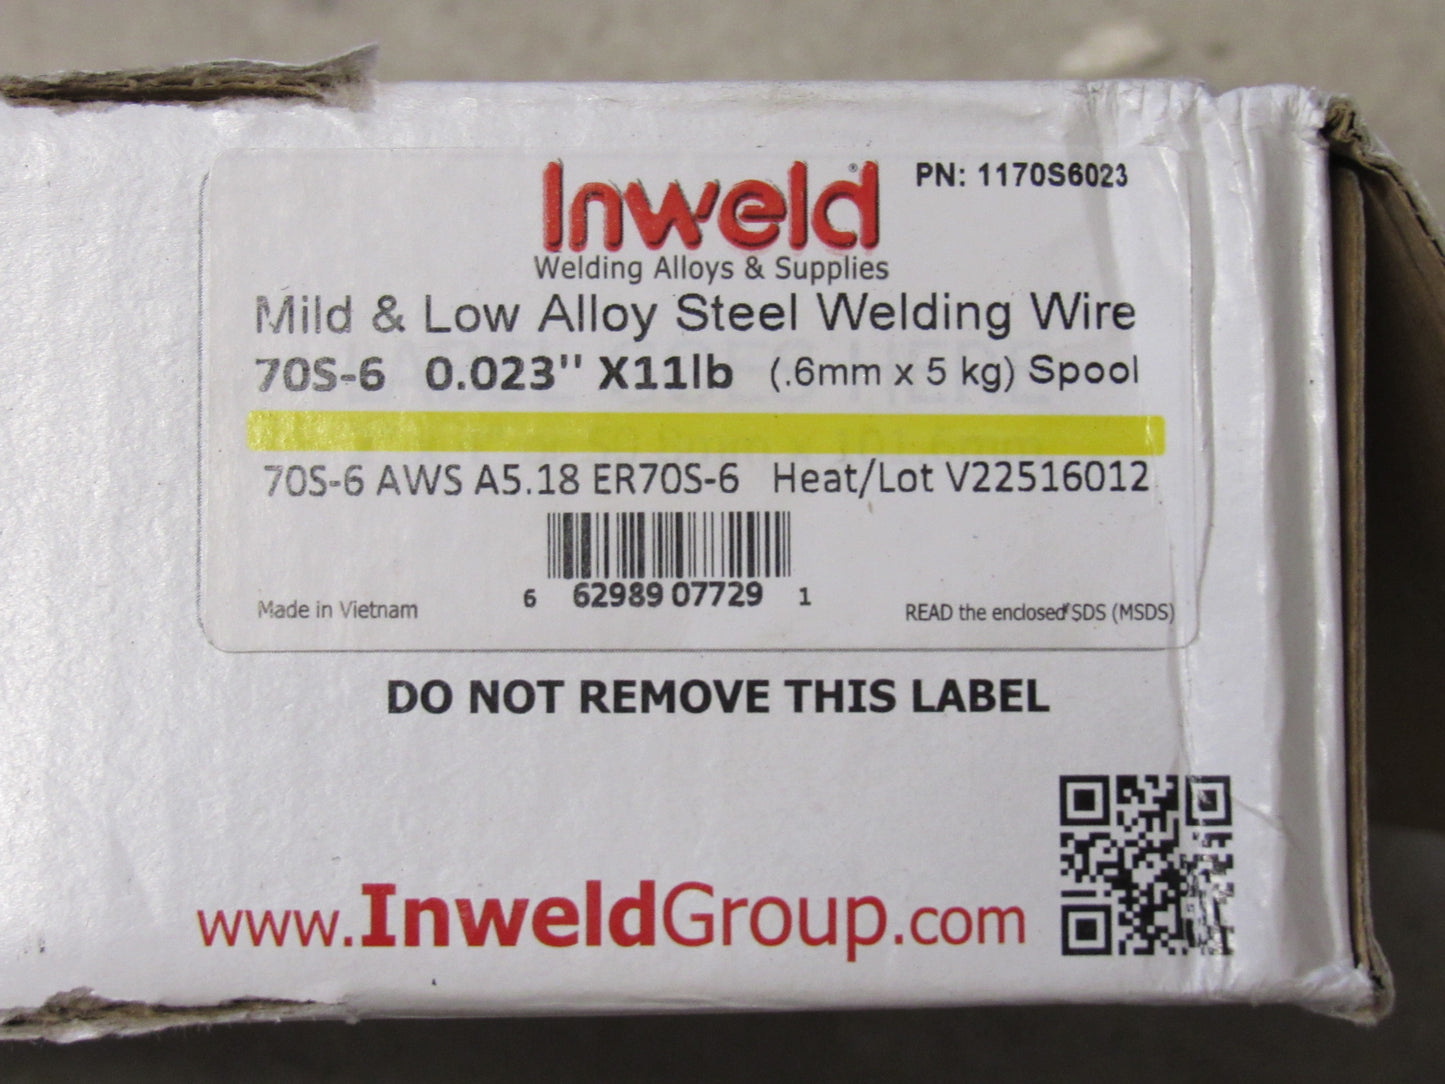 Inweld®
PN: 1170S6023
Welding Alloys & Supplies
Mild & Low Alloy Steel Welding Wire
70S-6 0.023" X11lb (.6mm x 5 kg) Spool
70S-6 AWS A5.18 ER70S-6 Heat/Lot V22516012
6 62989 07729 1
Made in Vietnam
READ the enclosed SDS (MSDS)
DO NOT REMOVE THIS LABEL
www.InweldGroup.com